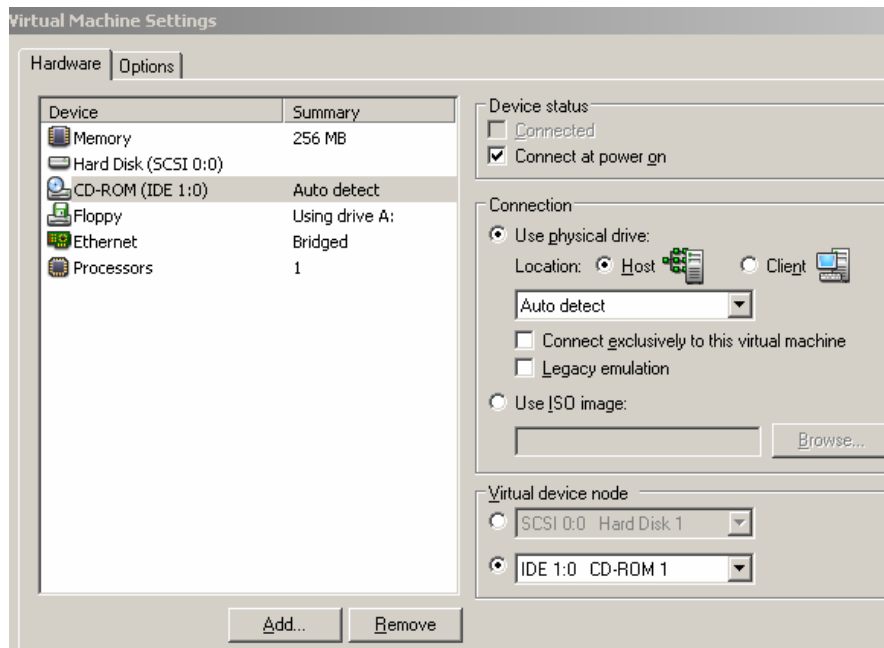 Virtual Machine Settings
Hardware Options
Device Summary
Memory 256 MB
Hard Disk (SCSI 0:0)
CD-ROM (IDE 1:0) Auto detect
Floppy Using drive A:
Ethernet Bridged
Processors 1
Add... Remove
Device status
Connected
Connect at power on
Connection
Use physical drive:
Location: Host Client
Auto detect
Connect exclusively to this virtual machine
Legacy emulation
Use ISO image:
Browse...
Virtual device node
SCSI 0:0 Hard Disk 1
IDE 1:0 CD-ROM 1